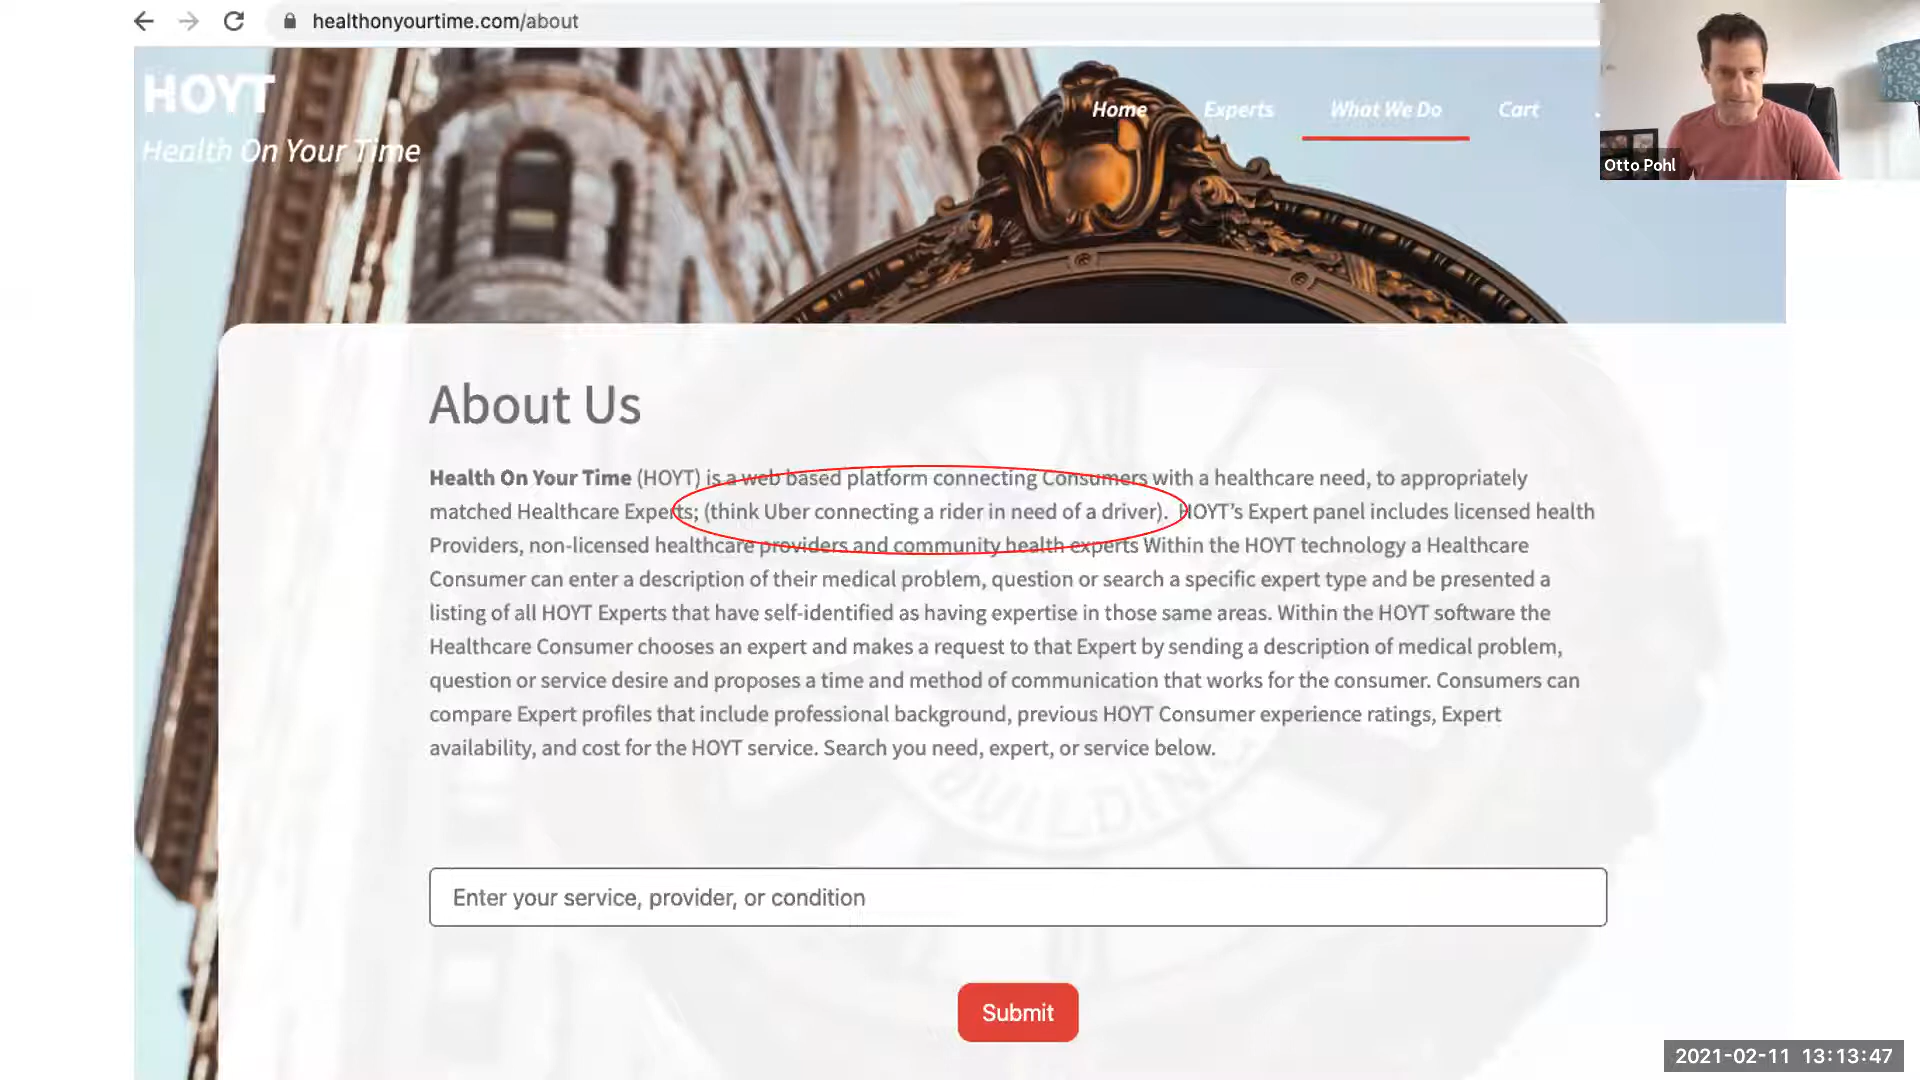 healthonyourtime.com/about
HOYT
Health On Your Time
Home Experts What We Do Cart
Otto Pohl
About Us
Health On Your Time (HOYT) is a web based platform connecting Consumers with a healthcare need, to appropriately
matched Healthcare Experts; (think Uber connecting a rider in need of a driver). HOYT's Expert panel includes licensed health
Providers, non-licensed healthcare providers and community health experts Within the HOYT technology a Healthcare
Consumer can enter a description of their medical problem, question or search a specific expert type and be presented a
listing of all HOYT Experts that have self-identified as having expertise in those same areas. Within the HOYT software the
Healthcare Consumer chooses an expert and makes a request to that Expert by sending a description of medical problem,
question or service desire and proposes a time and method of communication that works for the consumer. Consumers can
compare Expert profiles that include professional background, previous HOYT Consumer experience ratings, Expert
availability, and cost for the HOYT service. Search you need, expert, or service below.
Enter your service, provider, or condition
Submit
2021-02-11 13:13:47